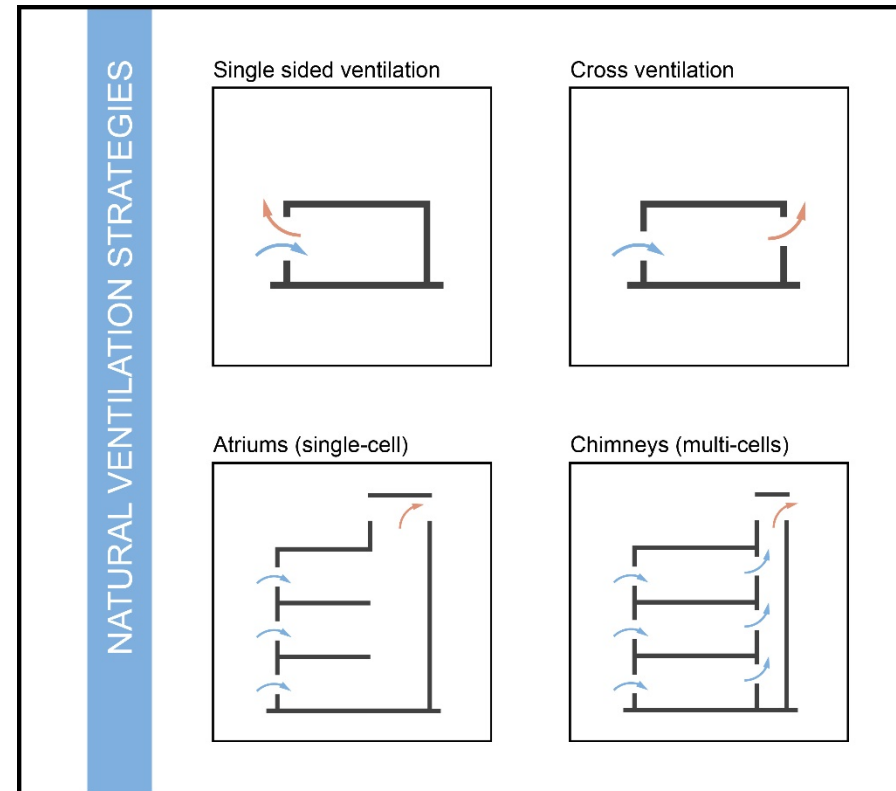 NATURAL VENTILATION STRATEGIES
Single sided ventilation
Cross ventilation
Atriums (single-cell)
Chimneys (multi-cells)